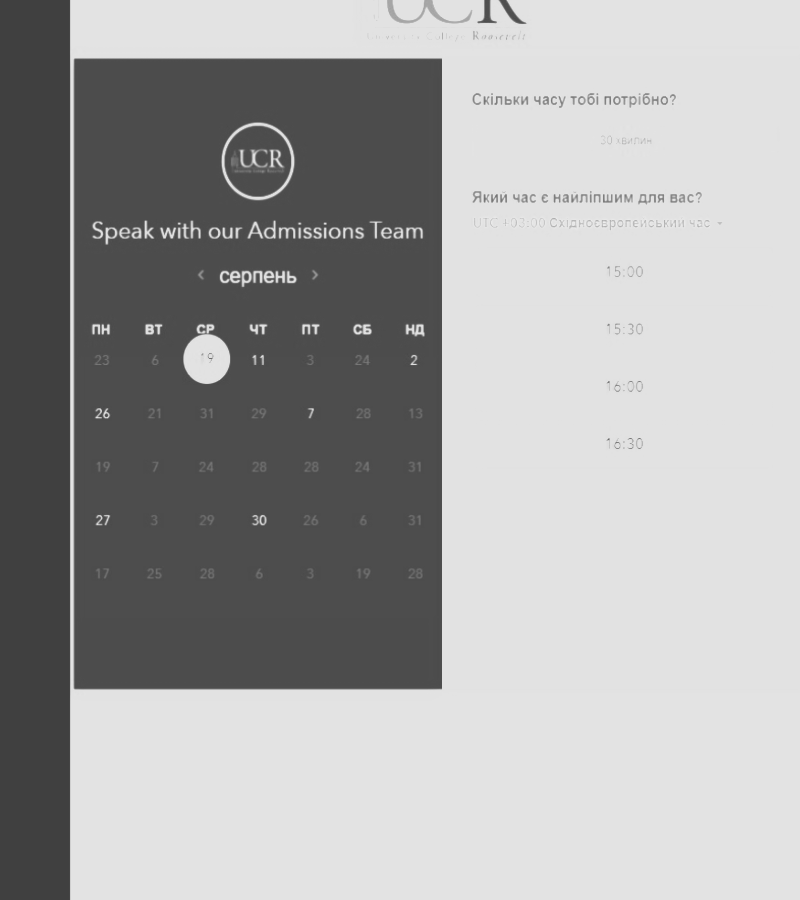 UCR
University College Roosevelt
UCR
Speak with our Admissions Team
‹ серпень ›
ПН ВТ СР ЧТ ПТ СБ НД
23 6 19 11 3 24 2
26 21 31 29 7 28 13
19 7 24 28 28 24 31
27 3 29 30 26 6 31
17 25 28 6 3 19 28
Скільки часу тобі потрібно?
30 хвилин
Який час є найліпшим для вас?
UTC +03:00 Східноєвропейський час
15:00
15:30
16:00
16:30